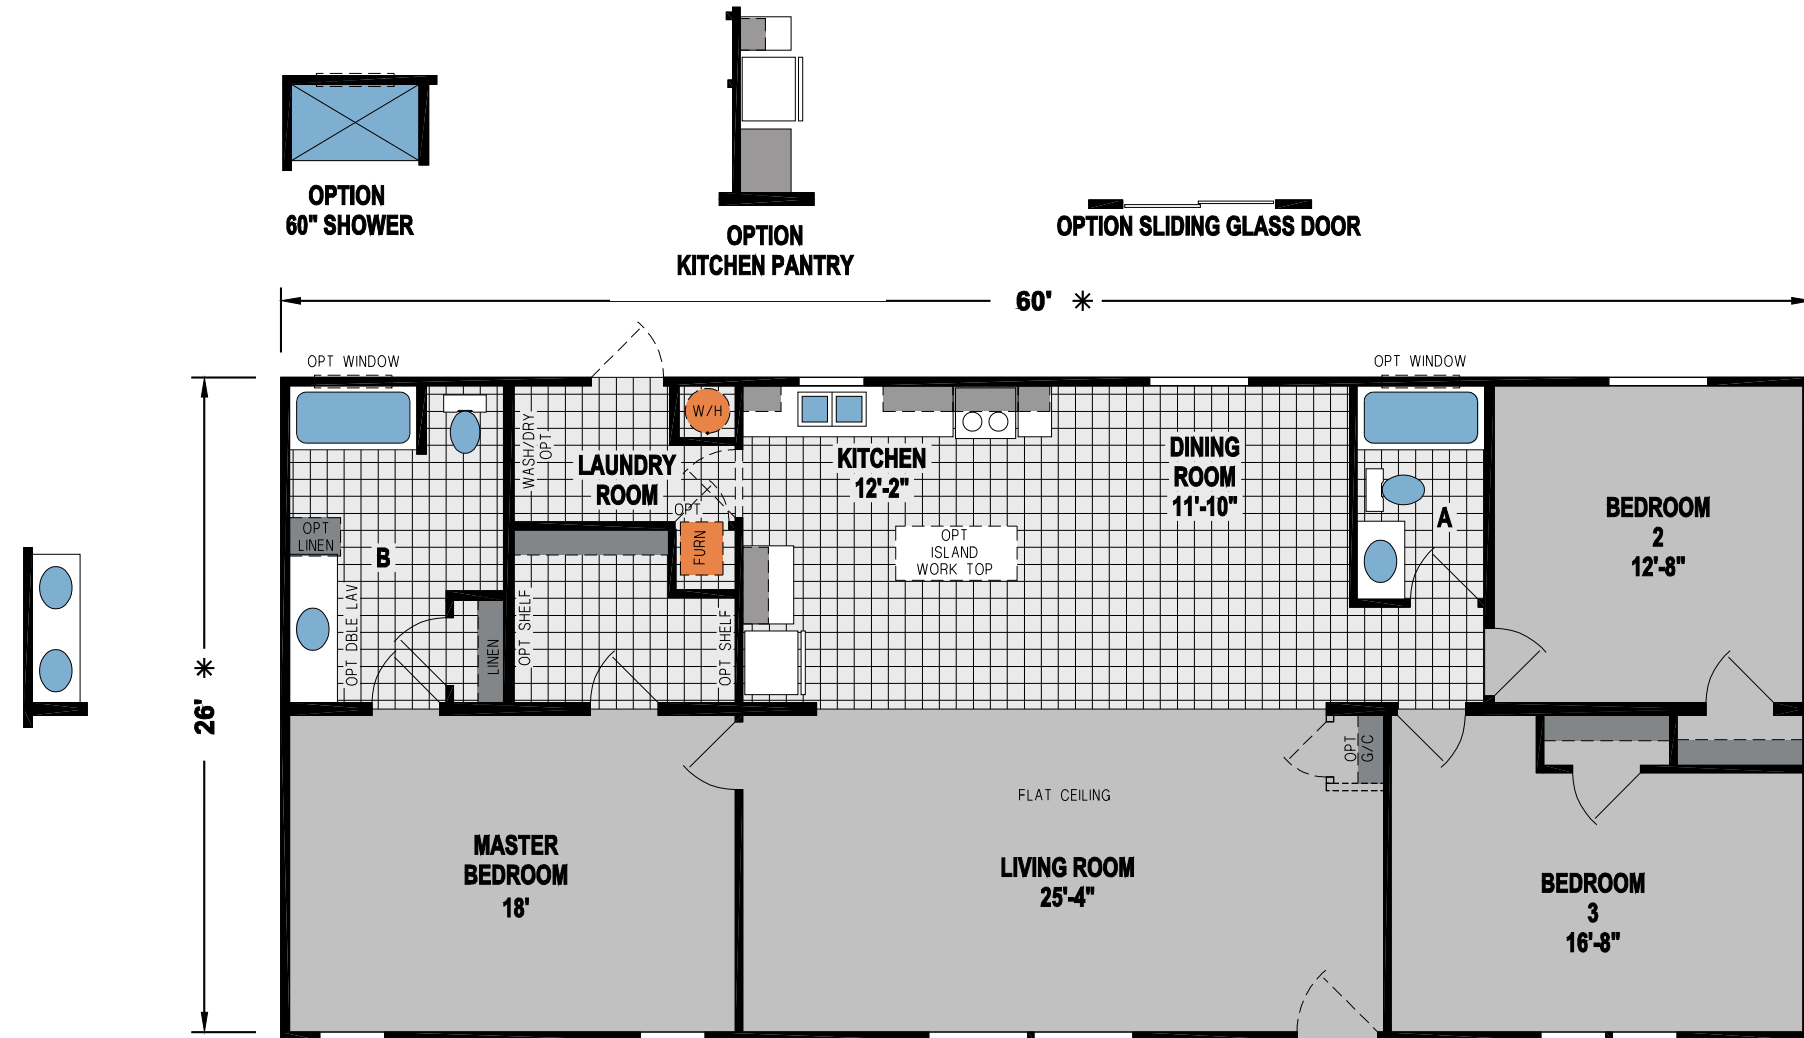 OPTION
60" SHOWER
OPTION
KITCHEN PANTRY
OPTION SLIDING GLASS DOOR
60' ✳
OPT WINDOW
OPT WINDOW
26' ✳
WASH/DRY
OPT
W/H
LAUNDRY
ROOM
OPT
FURN
KITCHEN
12'-2"
DINING
ROOM
11'-10"
OPT
ISLAND
WORK TOP
A
BEDROOM
2
12'-8"
OPT
LINEN
B
OPT DBLE LAV
LINEN
OPT SHELF
OPT SHELF
OPT
G/C
FLAT CEILING
MASTER
BEDROOM
18'
LIVING ROOM
25'-4"
BEDROOM
3
16'-8"